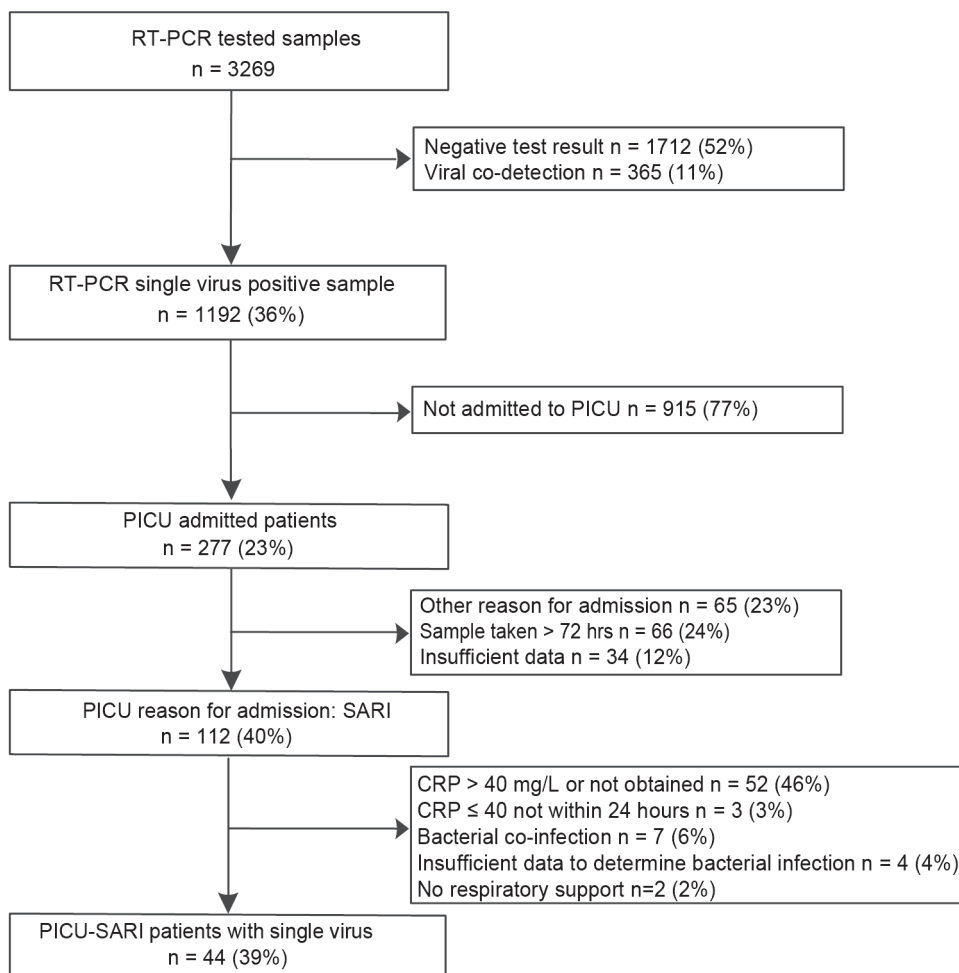 RT-PCR tested samples
n = 3269
Negative test result n = 1712 (52%)
Viral co-detection n = 365 (11%)
RT-PCR single virus positive sample
n = 1192 (36%)
Not admitted to PICU n = 915 (77%)
PICU admitted patients
n = 277 (23%)
Other reason for admission n = 65 (23%)
Sample taken > 72 hrs n = 66 (24%)
Insufficient data n = 34 (12%)
PICU reason for admission: SARI
n = 112 (40%)
CRP > 40 mg/L or not obtained n = 52 (46%)
CRP ≤ 40 not within 24 hours n = 3 (3%)
Bacterial co-infection n = 7 (6%)
Insufficient data to determine bacterial infection n = 4 (4%)
No respiratory support n=2 (2%)
PICU-SARI patients with single virus
n = 44 (39%)